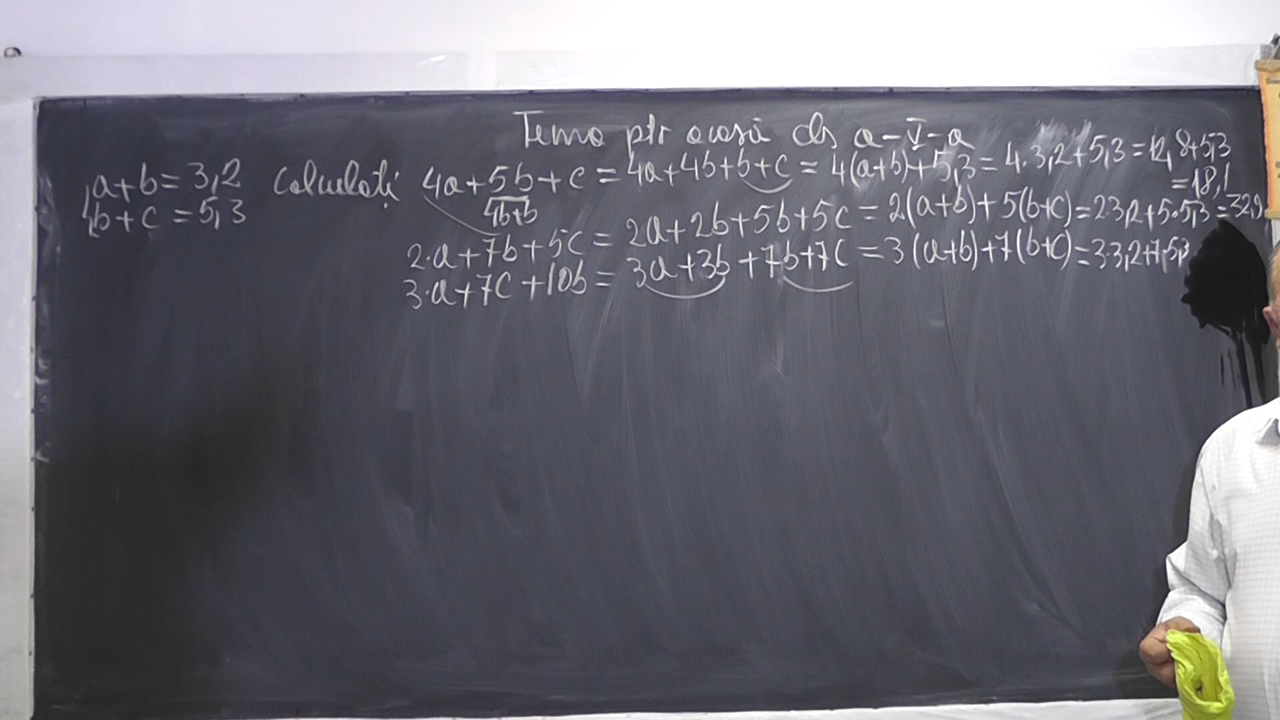 Tema ptr acasă cls a-V-a
a+b=3,2 Calculați 4a+5b+c=4a+4b+b+c=4(a+b)+5,3=4.3,2+5,3=12,8+5,3
=18,1
b+c=5,3
4b+b
2.a+7b+5c=2a+2b+5b+5c=2(a+b)+5(b+c)=2.3,2+5.5,3=32,9
3.a+7c+10b=3a+3b+7b+7c=3(a+b)+7(b+c)=3.3,2+7.5,3